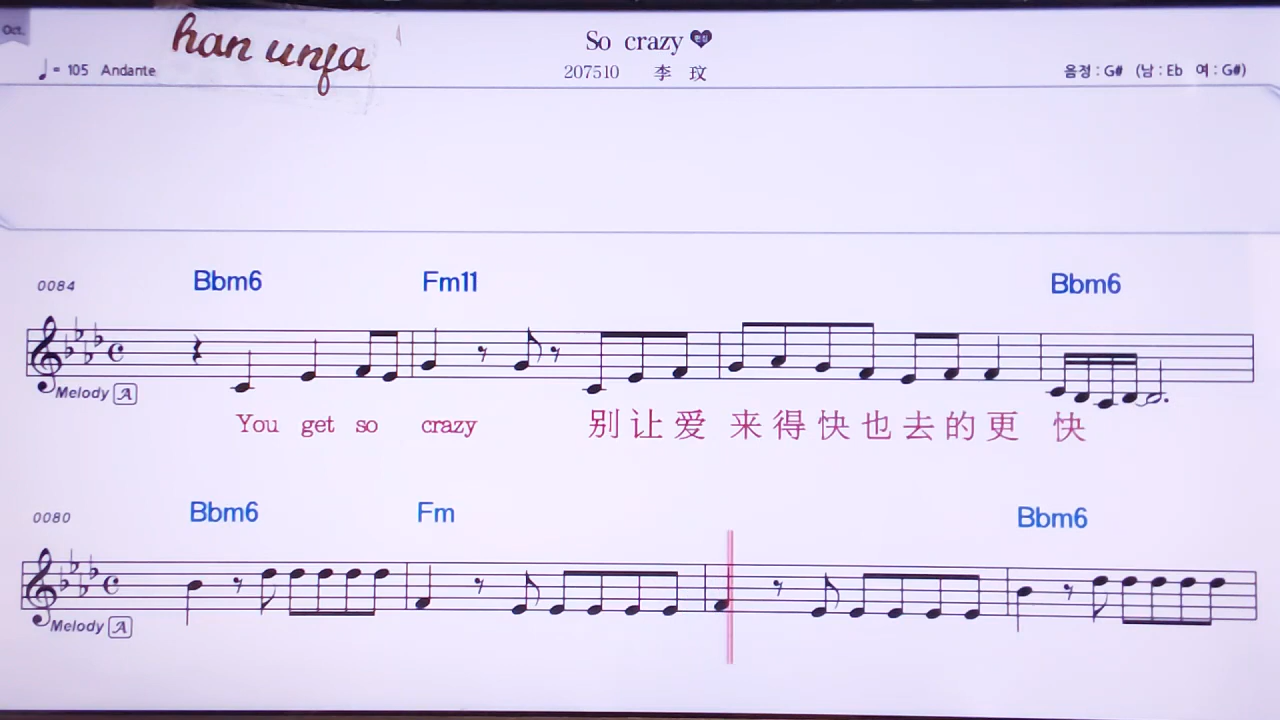 Oct.
han unja
So crazy
♩= 105 Andante
207510 李 玟
음정 : G# (남 : Eb 여 : G#)
0084
Bbm6 Fm11 Bbm6
Melody A
You get so crazy 别让爱 来得快也去的更 快
0080
Bbm6 Fm Bbm6
Melody A